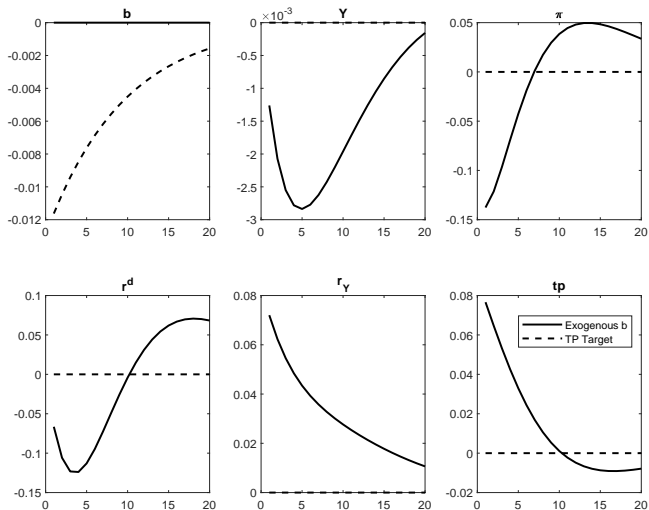 b
0
-0.002
-0.004
-0.006
-0.008
-0.01
-0.012
0 5 10 15 20
Y
×10-3
0
-0.5
-1
-1.5
-2
-2.5
-3
0 5 10 15 20
π
0.05
0
-0.05
-0.1
-0.15
0 5 10 15 20
rd
0.1
0.05
0
-0.05
-0.1
-0.15
0 5 10 15 20
rY
0.08
0.06
0.04
0.02
0
0 5 10 15 20
tp
0.08
0.06
0.04
0.02
0
-0.02
0 5 10 15 20
Exogenous b
TP Target